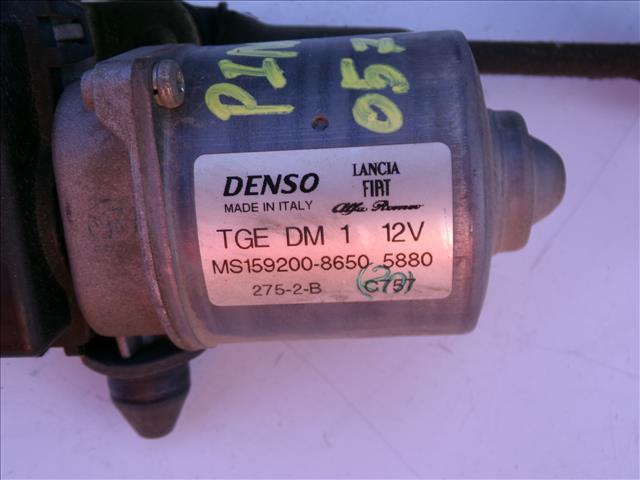 PIN
057
DENSO
MADE IN ITALY
LANCIA
FIAT
Alfa Romeo
TGE DM 1 12V
MS159200-8650 5880
275-2-B C757